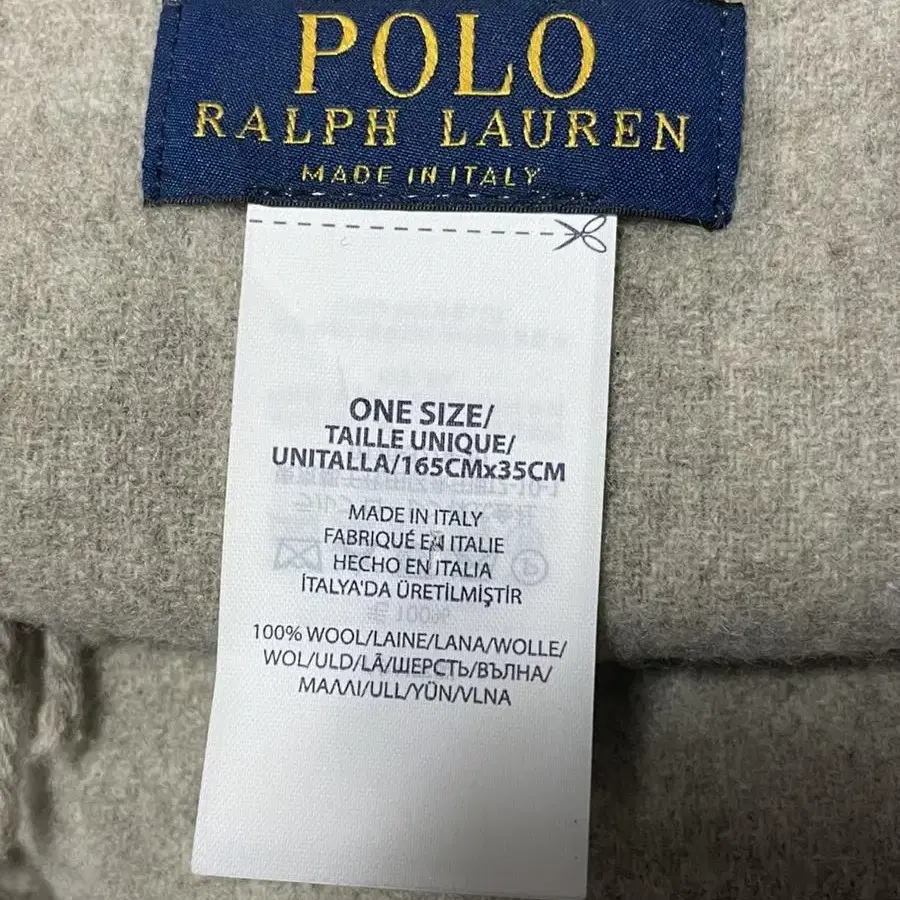 POLO
RALPH LAUREN
MADE IN ITALY
ONE SIZE/
TAILLE UNIQUE/
UNITALLA/165CMx35CM
MADE IN ITALY
FABRIQUÉ EN ITALIE
HECHO EN ITALIA
İTALYA'DA ÜRETİLMİŞTİR
100% WOOL/LAINE/LANA/WOLLE/
WOL/ULD/LÃ/ШЕРСТЬ/ВЪЛНА/
ΜΑΛΛΙ/ULL/YÜN/VLNA